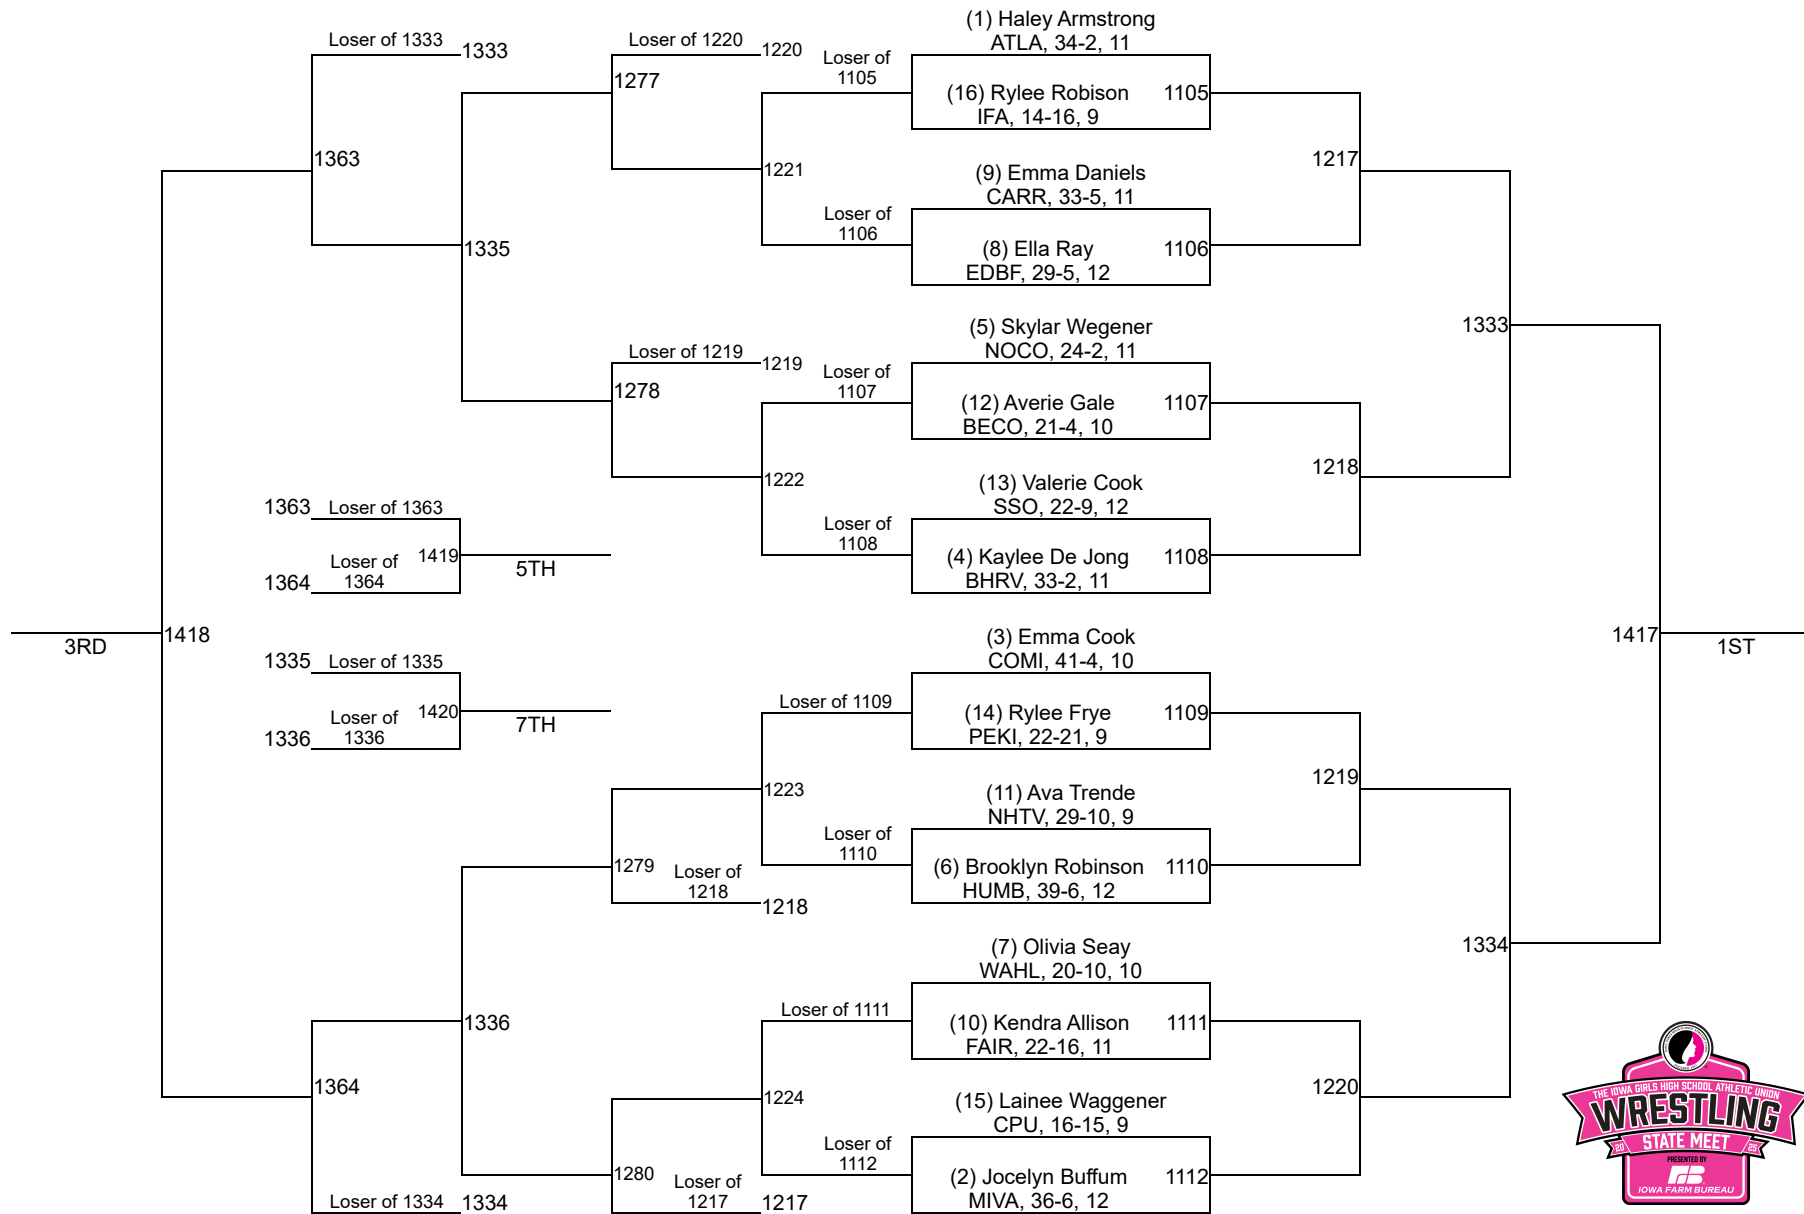 (1) Haley Armstrong
ATLA, 34-2, 11
Loser of 1333
1333
Loser of 1220
1220
Loser of
1105
1277
(16) Rylee Robison
IFA, 14-16, 9
1105
1363
1221
1217
(9) Emma Daniels
CARR, 33-5, 11
Loser of
1106
1335
(8) Ella Ray
EDBF, 29-5, 12
1106
(5) Skylar Wegener
NOCO, 24-2, 11
1333
Loser of 1219
1219
Loser of
1107
1278
(12) Averie Gale
BECO, 21-4, 10
1107
1222
1218
(13) Valerie Cook
SSO, 22-9, 12
1363
Loser of 1363
Loser of
1108
Loser of
1364
1419
5TH
1364
(4) Kaylee De Jong
BHRV, 33-2, 11
1108
3RD
1418
(3) Emma Cook
COMI, 41-4, 10
1417
1ST
1335
Loser of 1335
Loser of
1336
1420
7TH
1336
Loser of 1109
(14) Rylee Frye
PEKI, 22-21, 9
1109
1223
1219
(11) Ava Trende
NHTV, 29-10, 9
Loser of
1110
1279
Loser of
1218
1218
(6) Brooklyn Robinson
HUMB, 39-6, 12
1110
(7) Olivia Seay
WAHL, 20-10, 10
1334
Loser of 1111
1336
(10) Kendra Allison
FAIR, 22-16, 11
1111
1364
1224
1220
(15) Lainee Waggener
CPU, 16-15, 9
Loser of
1112
1280
Loser of
1217
1217
(2) Jocelyn Buffum
MIVA, 36-6, 12
1112
Loser of 1334
1334
THE IOWA GIRLS HIGH SCHOOL ATHLETIC UNION
WRESTLING
20 STATE MEET 25
PRESENTED BY
FB
IOWA FARM BUREAU